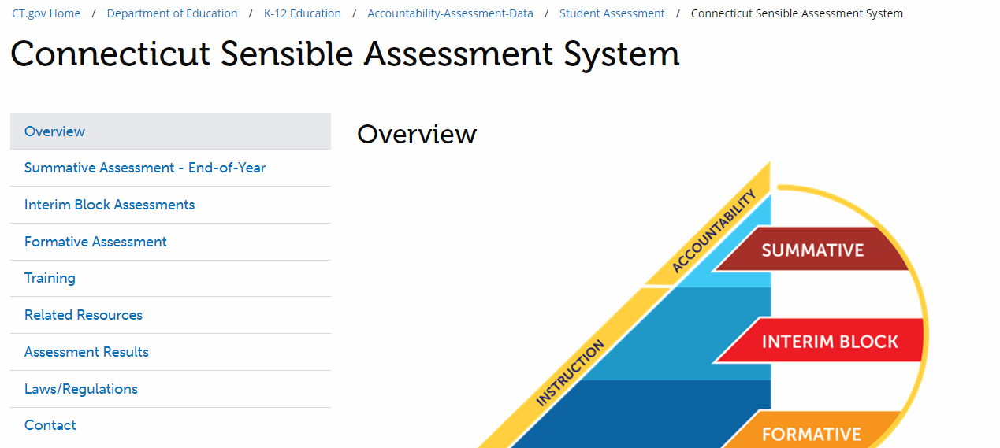 CT.gov Home / Department of Education / K-12 Education / Accountability-Assessment-Data / Student Assessment / Connecticut Sensible Assessment System
Connecticut Sensible Assessment System
Overview
Summative Assessment - End-of-Year
Interim Block Assessments
Formative Assessment
Training
Related Resources
Assessment Results
Laws/Regulations
Contact
Overview
ACCOUNTABILITY
INSTRUCTION
SUMMATIVE
INTERIM BLOCK
FORMATIVE